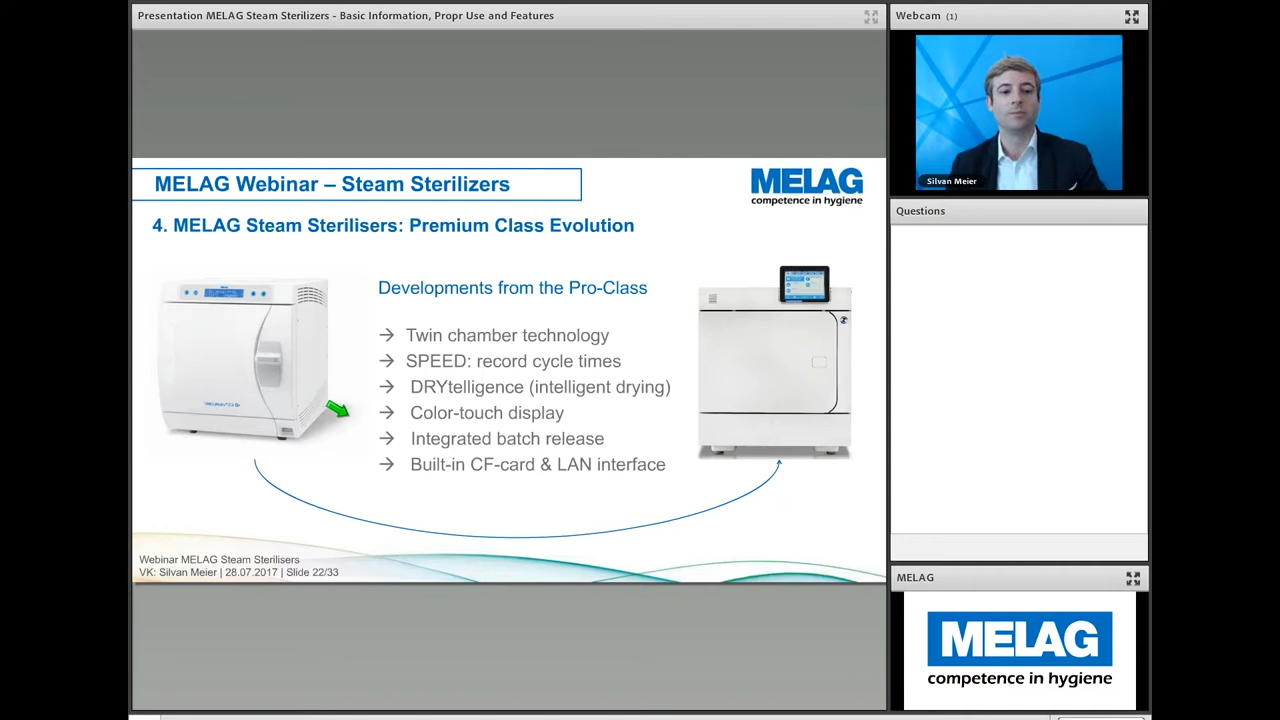 Presentation MELAG Steam Sterilizers - Basic Information, Propr Use and Features
Webcam (1)
Silvan Meier
Questions
MELAG Webinar – Steam Sterilizers
MELAG
competence in hygiene
4. MELAG Steam Sterilisers: Premium Class Evolution
Developments from the Pro-Class
→ Twin chamber technology
→ SPEED: record cycle times
→ DRYtelligence (intelligent drying)
→ Color-touch display
→ Integrated batch release
→ Built-in CF-card & LAN interface
Webinar MELAG Steam Sterilisers
VK: Silvan Meier | 28.07.2017 | Slide 22/33
MELAG
MELAG
competence in hygiene